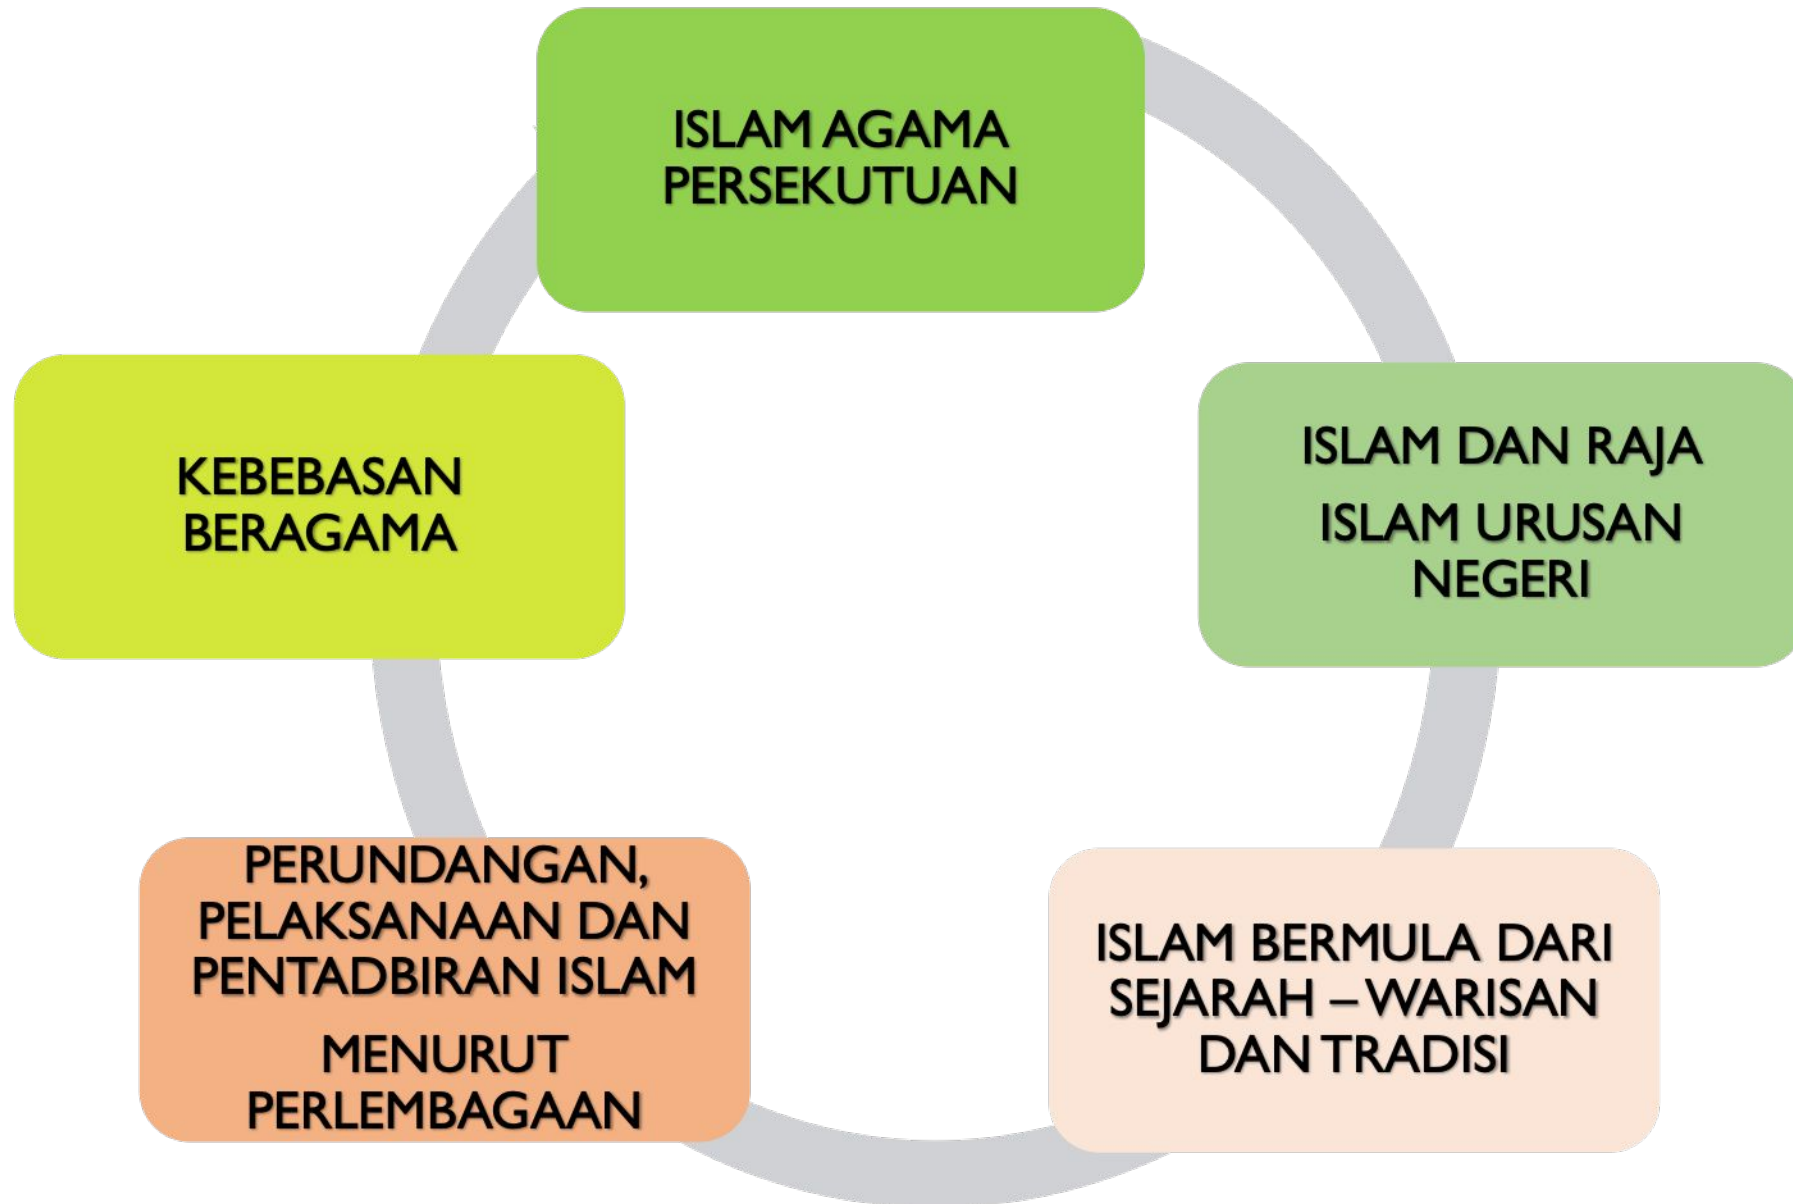 ISLAM AGAMA
PERSEKUTUAN
ISLAM DAN RAJA
ISLAM URUSAN
NEGERI
ISLAM BERMULA DARI
SEJARAH – WARISAN
DAN TRADISI
PERUNDANGAN,
PELAKSANAAN DAN
PENTADBIRAN ISLAM
MENURUT
PERLEMBAGAAN
KEBEBASAN
BERAGAMA